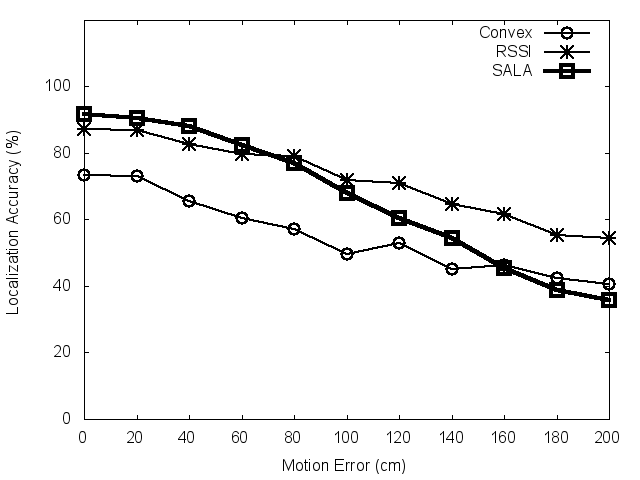 Convex
RSSI
SALA
100
80
60
40
20
0
Localization Accuracy (%)
0 20 40 60 80 100 120 140 160 180 200
Motion Error (cm)